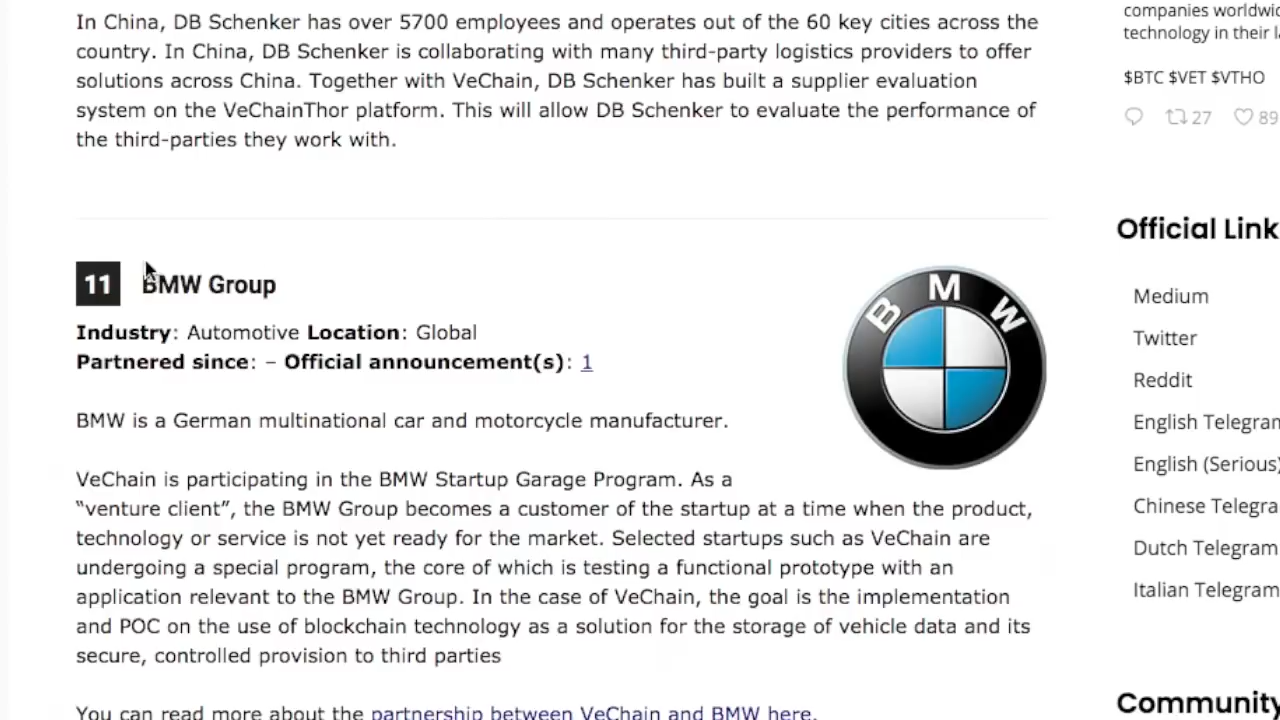 In China, DB Schenker has over 5700 employees and operates out of the 60 key cities across the
country. In China, DB Schenker is collaborating with many third-party logistics providers to offer
solutions across China. Together with VeChain, DB Schenker has built a supplier evaluation
system on the VeChainThor platform. This will allow DB Schenker to evaluate the performance of
the third-parties they work with.
11 BMW Group
Industry: Automotive Location: Global
Partnered since: – Official announcement(s): 1
BMW is a German multinational car and motorcycle manufacturer.
VeChain is participating in the BMW Startup Garage Program. As a
“venture client”, the BMW Group becomes a customer of the startup at a time when the product,
technology or service is not yet ready for the market. Selected startups such as VeChain are
undergoing a special program, the core of which is testing a functional prototype with an
application relevant to the BMW Group. In the case of VeChain, the goal is the implementation
and POC on the use of blockchain technology as a solution for the storage of vehicle data and its
secure, controlled provision to third parties
You can read more about the partnership between VeChain and BMW here.
BMW
companies worldwid
technology in their l
$BTC $VET $VTHO
27 89
Official Link
Medium
Twitter
Reddit
English Telegran
English (Serious)
Chinese Telegra
Dutch Telegram
Italian Telegram
Community